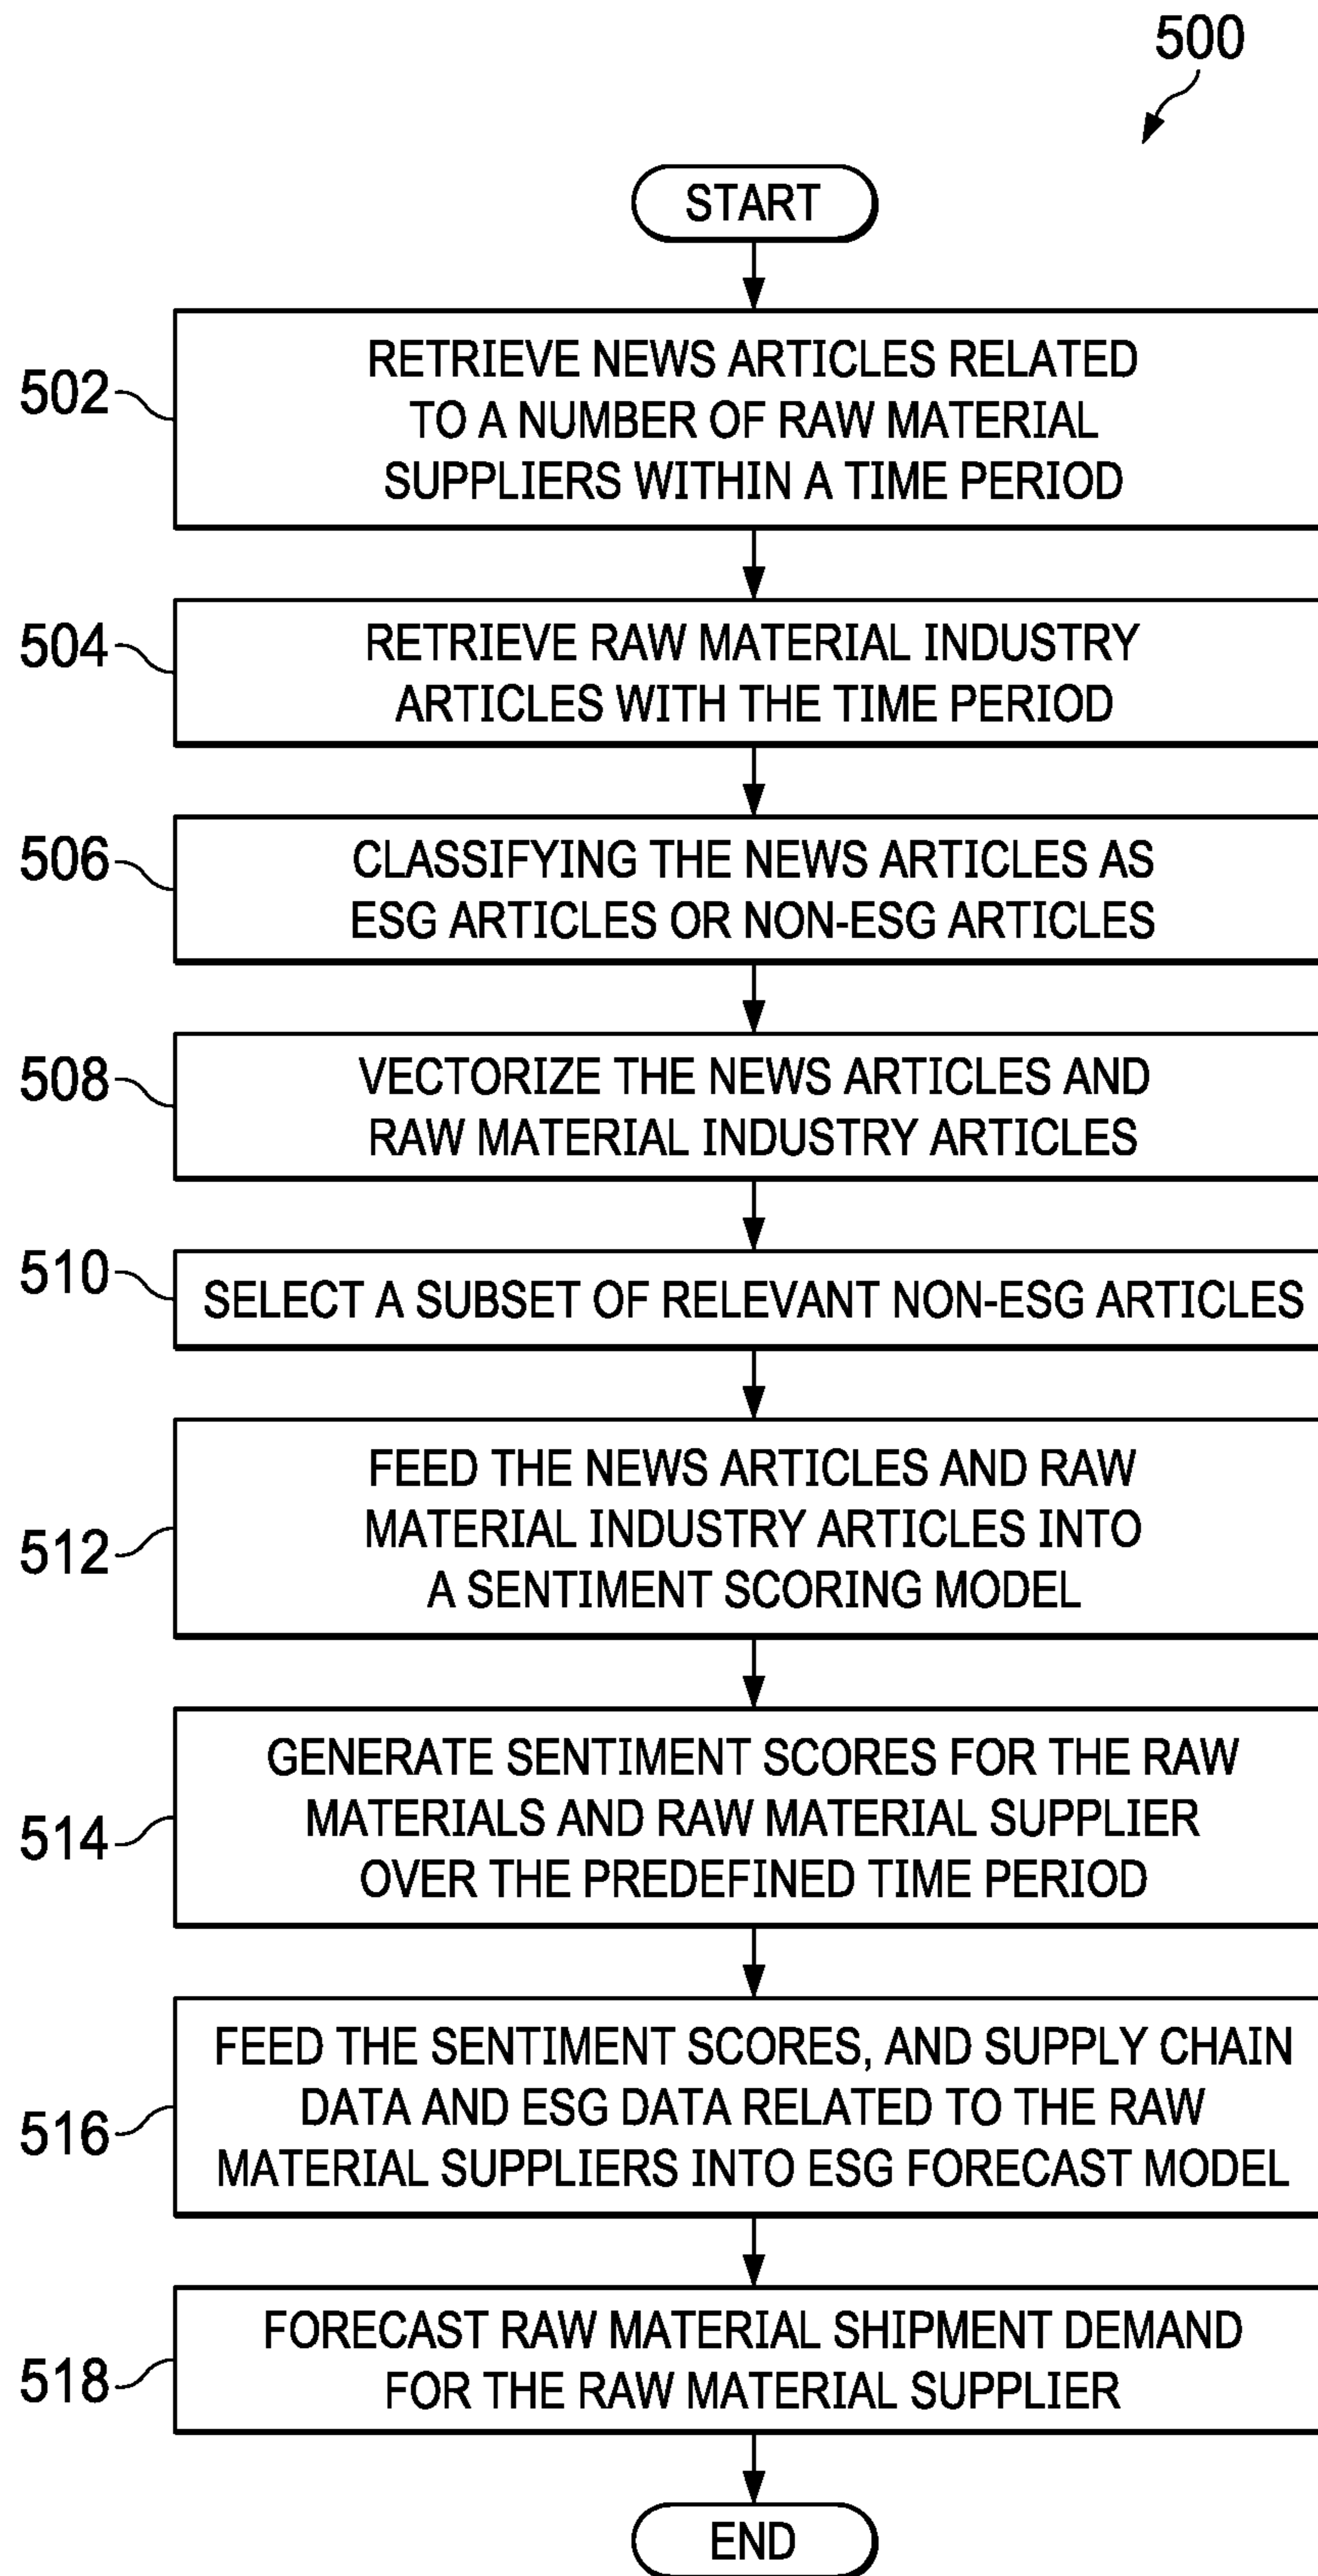 500
START
502
RETRIEVE NEWS ARTICLES RELATED
TO A NUMBER OF RAW MATERIAL
SUPPLIERS WITHIN A TIME PERIOD
504
RETRIEVE RAW MATERIAL INDUSTRY
ARTICLES WITH THE TIME PERIOD
506
CLASSIFYING THE NEWS ARTICLES AS
ESG ARTICLES OR NON-ESG ARTICLES
508
VECTORIZE THE NEWS ARTICLES AND
RAW MATERIAL INDUSTRY ARTICLES
510
SELECT A SUBSET OF RELEVANT NON-ESG ARTICLES
512
FEED THE NEWS ARTICLES AND RAW
MATERIAL INDUSTRY ARTICLES INTO
A SENTIMENT SCORING MODEL
514
GENERATE SENTIMENT SCORES FOR THE RAW
MATERIALS AND RAW MATERIAL SUPPLIER
OVER THE PREDEFINED TIME PERIOD
516
FEED THE SENTIMENT SCORES, AND SUPPLY CHAIN
DATA AND ESG DATA RELATED TO THE RAW
MATERIAL SUPPLIERS INTO ESG FORECAST MODEL
518
FORECAST RAW MATERIAL SHIPMENT DEMAND
FOR THE RAW MATERIAL SUPPLIER
END